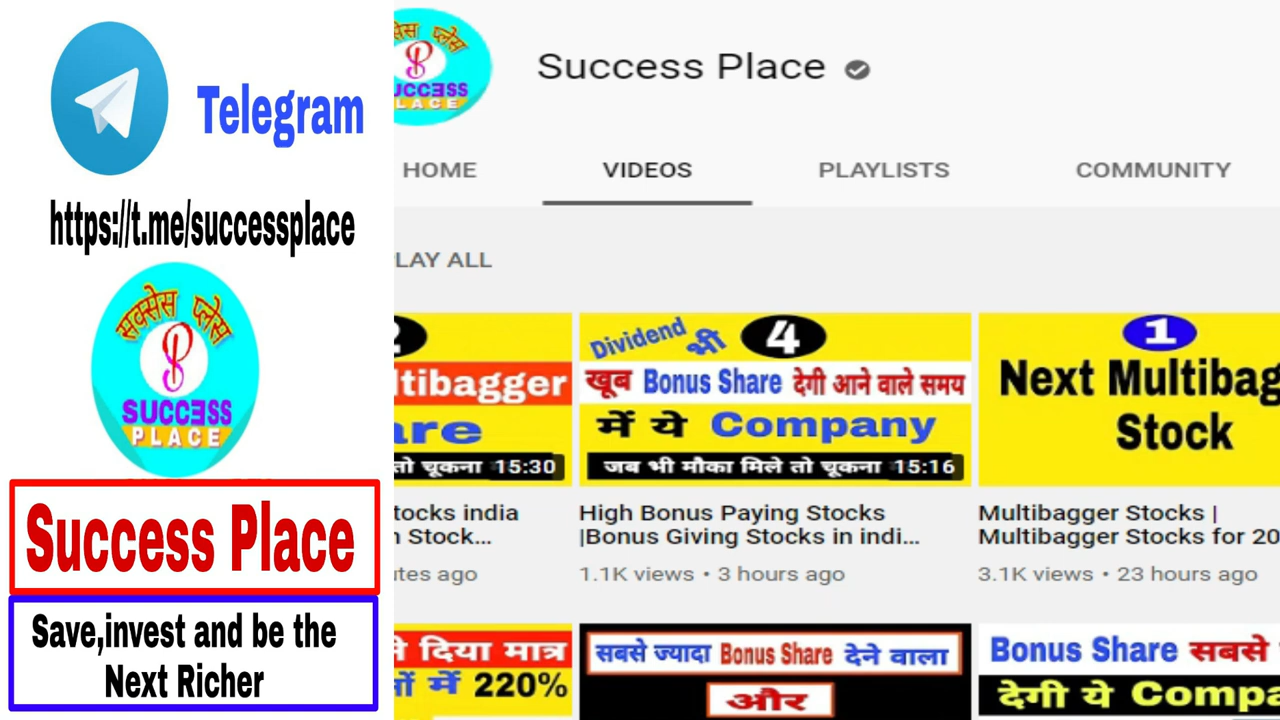 Telegram
https://t.me/successplace
सक्सेस प्लेस
SUCCESS
PLACE
Success Place
Save,invest and be the
Next Richer
प्लेस
SUCCESS
PLACE
Success Place
HOME VIDEOS PLAYLISTS COMMUNITY
LAY ALL
2
ltibagger
are
तो चूकना 15:30
tocks india
Stock...
utes ago
Dividend भी 4
खूब Bonus Share देगी आने वाले समय
में ये Company
जब भी मौका मिले तो चूकना 15:16
High Bonus Paying Stocks
|Bonus Giving Stocks in indi...
1.1K views • 3 hours ago
1
Next Multibag
Stock
Multibagger Stocks |
Multibagger Stocks for 20
3.1K views • 23 hours ago
दिया मात्र
में 220%
सबसे ज्यादा Bonus Share देने वाला
और
Bonus Share सबसे
देगी ये Compa